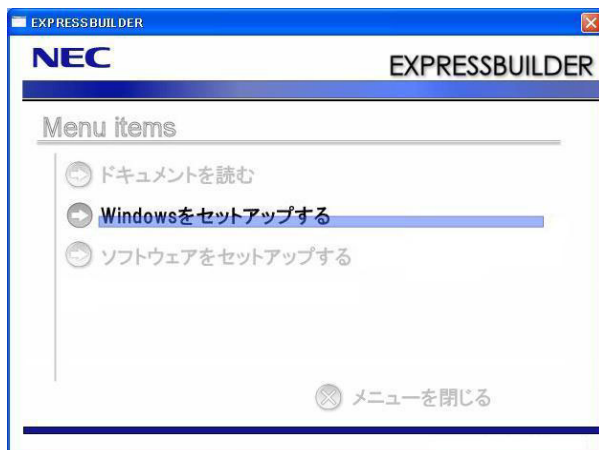 EXPRESSBUILDER
NEC
EXPRESSBUILDER
Menu items
ドキュメントを読む
Windowsをセットアップする
ソフトウェアをセットアップする
メニューを閉じる